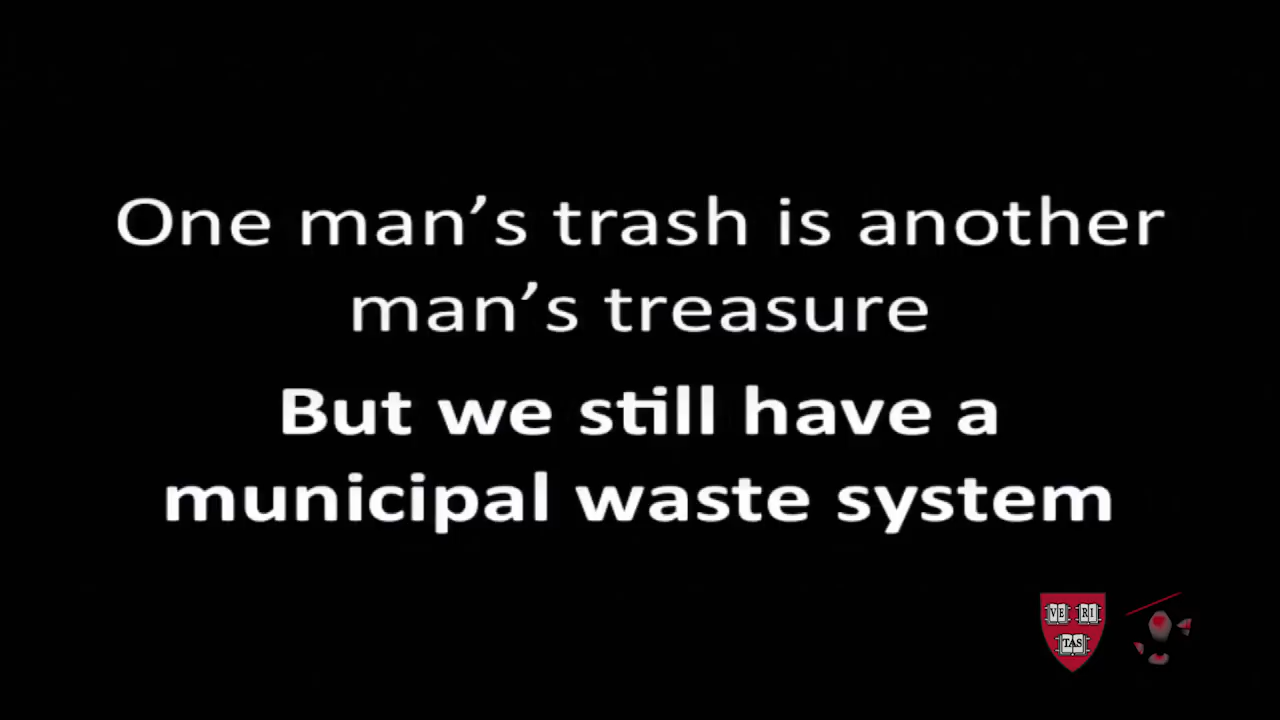 One man’s trash is another
man’s treasure
But we still have a
municipal waste system
VE RI
TAS